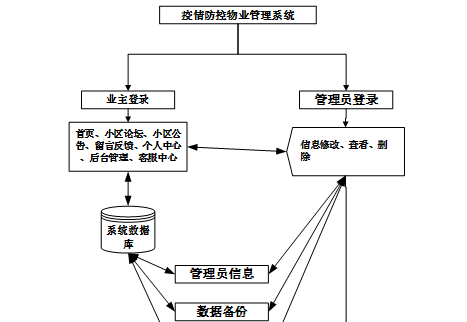 疫情防控物业管理系统
业主登录
管理员登录
首页、小区论坛、小区公
告、留言反馈、个人中心
、后台管理、客服中心
信息修改、查看、删
除
系统数据
库
管理员信息
数据备份